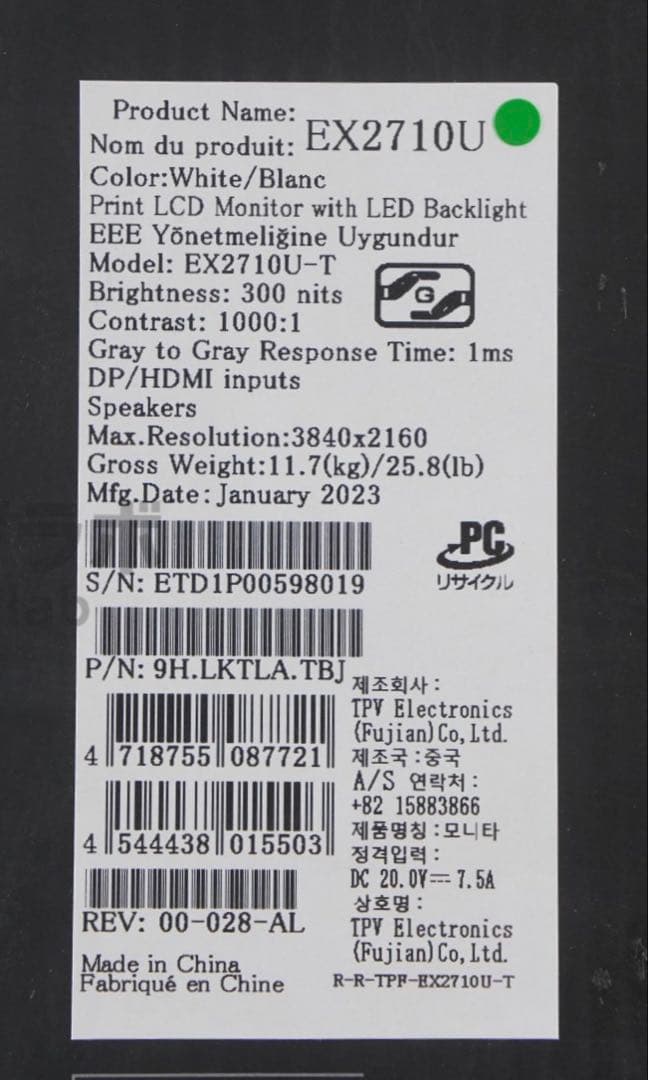 Product Name:
Nom du produit: EX2710U
Color:White/Blanc
Print LCD Monitor with LED Backlight
EEE Yönetmeliğine Uygundur
Model: EX2710U-T
Brightness: 300 nits
G
Contrast: 1000:1
Gray to Gray Response Time: 1ms
DP/HDMI inputs
Speakers
Max.Resolution:3840x2160
Gross Weight:11.7(kg)/25.8(lb)
Mfg.Date:January 2023
PC
リサイクル
S/N: ETD1P00598019
P/N: 9H.LKTLA.TBJ
4 718755 087721
4 544438 015503
REV: 00-028-AL
Made in China
Fabriqué en Chine
제조회사:
TPV Electronics
(Fujian)Co,Ltd.
제조국:중국
A/S 연락처:
+82 15883866
제품명칭:모니타
정격입력:
DC 20.0V⎓7.5A
상호명:
TPV Electronics
(Fujian)Co,Ltd.
R-R-TPF-EX2710U-T